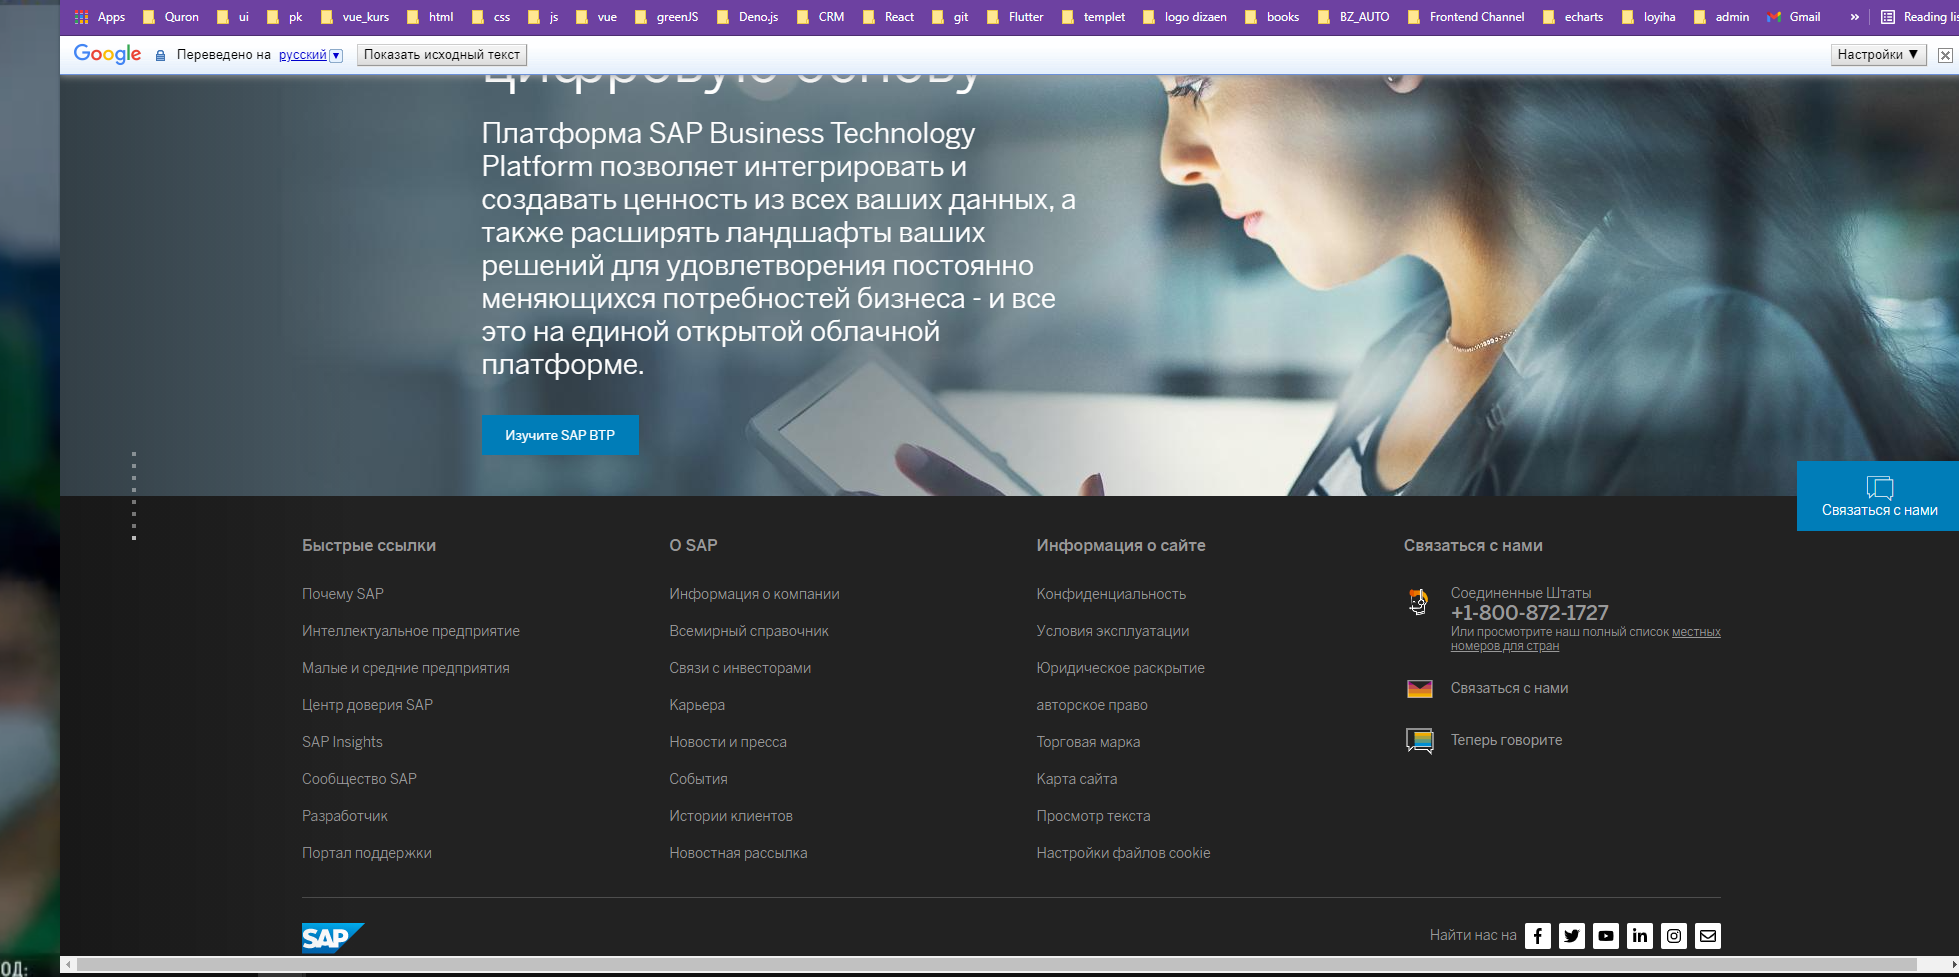 Apps Quron ui pk vue_kurs html css js vue greenJS Deno.js CRM React git Flutter templet logo dizaen books BZ_AUTO Frontend Channel echarts loyiha admin Gmail » Reading lis
Google Переведено на русский ▼ Показать исходный текст Настройки ▼
цифровую основу
Платформа SAP Business Technology
Platform позволяет интегрировать и
создавать ценность из всех ваших данных, а
также расширять ландшафты ваших
решений для удовлетворения постоянно
меняющихся потребностей бизнеса - и все
это на единой открытой облачной
платформе.
Изучите SAP BTP
Связаться с нами
Быстрые ссылки
Почему SAP
Интеллектуальное предприятие
Малые и средние предприятия
Центр доверия SAP
SAP Insights
Сообщество SAP
Разработчик
Портал поддержки
О SAP
Информация о компании
Всемирный справочник
Связи с инвесторами
Карьера
Новости и пресса
События
Истории клиентов
Новостная рассылка
Информация о сайте
Конфиденциальность
Условия эксплуатации
Юридическое раскрытие
авторское право
Торговая марка
Карта сайта
Просмотр текста
Настройки файлов cookie
Связаться с нами
Соединенные Штаты
+1-800-872-1727
Или просмотрите наш полный список местных
номеров для стран
Связаться с нами
Теперь говорите
SAP
Найти нас на
ОД: